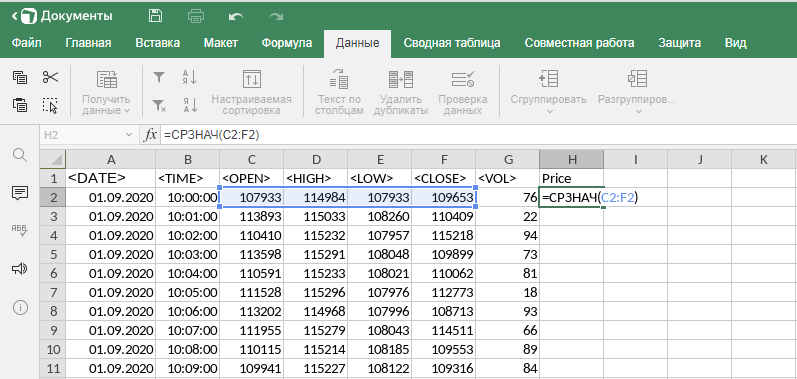 Документы
Файл Главная Вставка Макет Формула Данные Сводная таблица Совместная работа Защита Вид
Получить данные Настраиваемая сортировка Текст по столбцам Удалить дубликаты Проверка данных Сгруппировать Разгруппиров...
H2 fx =СРЗНАЧ(C2:F2)
A B C D E F G H I J K
1 <DATE> <TIME> <OPEN> <HIGH> <LOW> <CLOSE> <VOL> Price
2 01.09.2020 10:00:00 107933 114984 107933 109653 76 =СРЗНАЧ(C2:F2)
3 01.09.2020 10:01:00 113893 115033 108260 110409 22
4 01.09.2020 10:02:00 110410 115232 107957 115218 94
5 01.09.2020 10:03:00 113598 115291 108048 109899 73
6 01.09.2020 10:04:00 110591 115233 108021 110062 81
7 01.09.2020 10:05:00 111528 115296 107976 112773 18
8 01.09.2020 10:06:00 113202 114968 107996 108713 93
9 01.09.2020 10:07:00 111955 115279 108043 114511 66
10 01.09.2020 10:08:00 110115 115214 108185 109553 89
11 01.09.2020 10:09:00 109941 115227 108122 109316 84